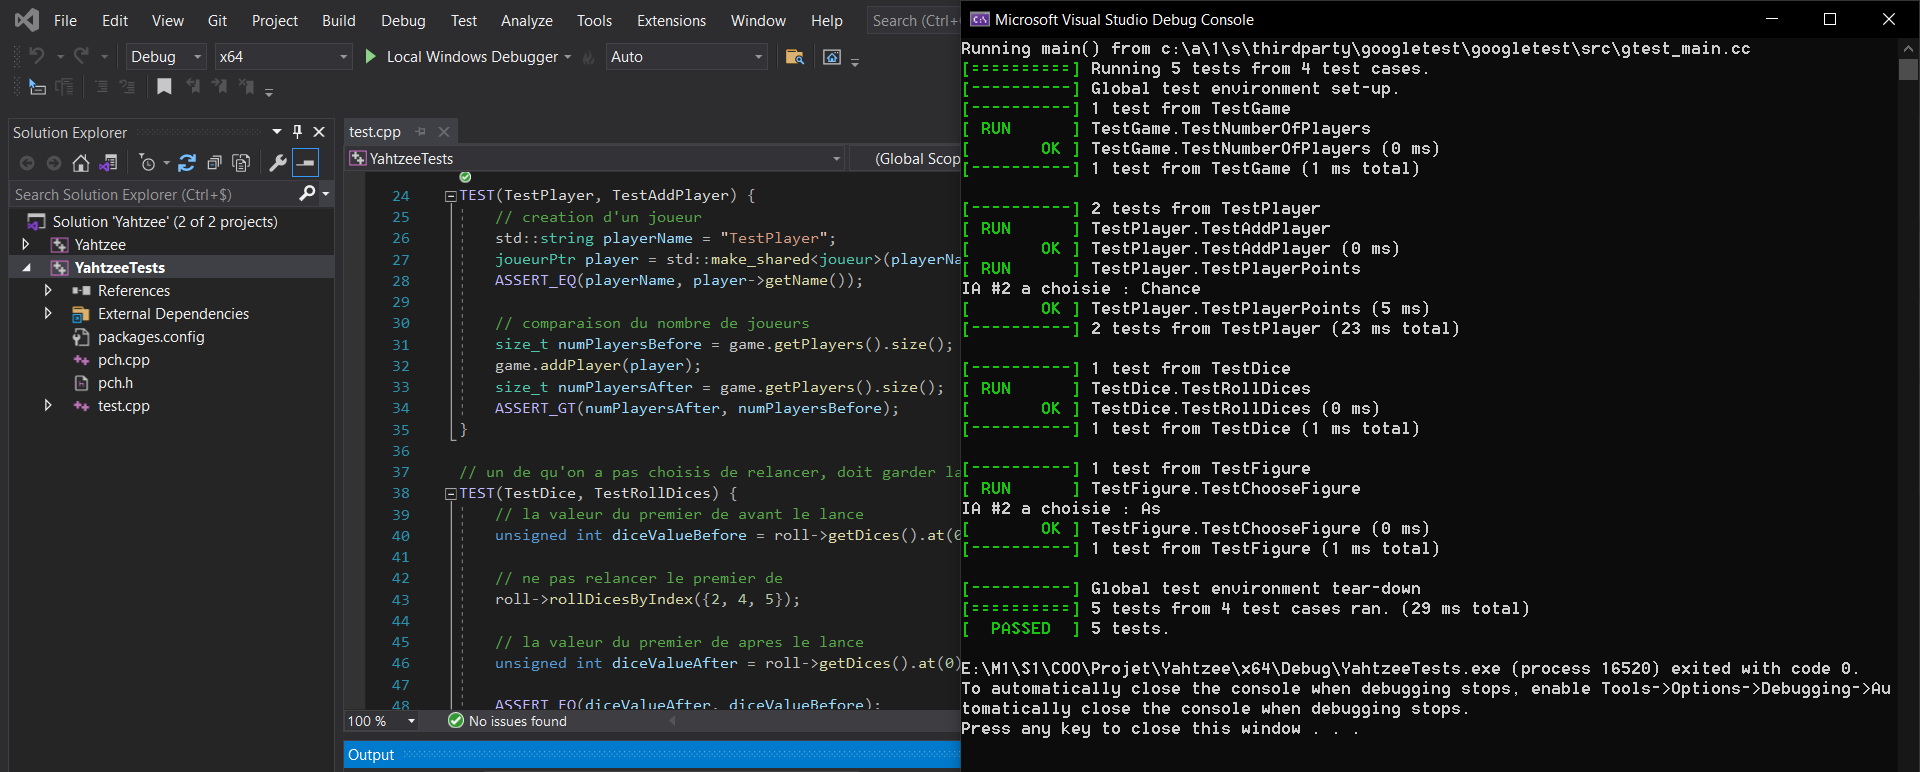 File Edit View Git Project Build Debug Test Analyze Tools Extensions Window Help Search (Ctrl+
Debug x64 Local Windows Debugger Auto
Solution Explorer
Search Solution Explorer (Ctrl+$)
Solution 'Yahtzee' (2 of 2 projects)
Yahtzee
YahtzeeTests
References
External Dependencies
packages.config
pch.cpp
pch.h
test.cpp
test.cpp
YahtzeeTests (Global Scop
24 TEST(TestPlayer, TestAddPlayer) {
25 // creation d'un joueur
26 std::string playerName = "TestPlayer";
27 joueurPtr player = std::make_shared<joueur>(playerNa
28 ASSERT_EQ(playerName, player->getName());
29
30 // comparaison du nombre de joueurs
31 size_t numPlayersBefore = game.getPlayers().size();
32 game.addPlayer(player);
33 size_t numPlayersAfter = game.getPlayers().size();
34 ASSERT_GT(numPlayersAfter, numPlayersBefore);
35 }
36
37 // un de qu'on a pas choisis de relancer, doit garder la
38 TEST(TestDice, TestRollDices) {
39 // la valeur du premier de avant le lance
40 unsigned int diceValueBefore = roll->getDices().at(0
41
42 // ne pas relancer le premier de
43 roll->rollDicesByIndex({2, 4, 5});
44
45 // la valeur du premier de apres le lance
46 unsigned int diceValueAfter = roll->getDices().at(0)
47
48 ASSERT_EQ(diceValueAfter, diceValueBefore);
100 % No issues found
Output
Microsoft Visual Studio Debug Console
Running main() from c:\a\1\s\thirdparty\googletest\googletest\src\gtest_main.cc
[==========] Running 5 tests from 4 test cases.
[----------] Global test environment set-up.
[----------] 1 test from TestGame
[ RUN      ] TestGame.TestNumberOfPlayers
[       OK ] TestGame.TestNumberOfPlayers (0 ms)
[----------] 1 test from TestGame (1 ms total)
[----------] 2 tests from TestPlayer
[ RUN      ] TestPlayer.TestAddPlayer
[       OK ] TestPlayer.TestAddPlayer (0 ms)
[ RUN      ] TestPlayer.TestPlayerPoints
IA #2 a choisie : Chance
[       OK ] TestPlayer.TestPlayerPoints (5 ms)
[----------] 2 tests from TestPlayer (23 ms total)
[----------] 1 test from TestDice
[ RUN      ] TestDice.TestRollDices
[       OK ] TestDice.TestRollDices (0 ms)
[----------] 1 test from TestDice (1 ms total)
[----------] 1 test from TestFigure
[ RUN      ] TestFigure.TestChooseFigure
IA #2 a choisie : As
[       OK ] TestFigure.TestChooseFigure (0 ms)
[----------] 1 test from TestFigure (1 ms total)
[----------] Global test environment tear-down
[==========] 5 tests from 4 test cases ran. (29 ms total)
[  PASSED  ] 5 tests.
E:\M1\S1\COO\Projet\Yahtzee\x64\Debug\YahtzeeTests.exe (process 16520) exited with code 0.
To automatically close the console when debugging stops, enable Tools->Options->Debugging->Au
tomatically close the console when debugging stops.
Press any key to close this window . . .